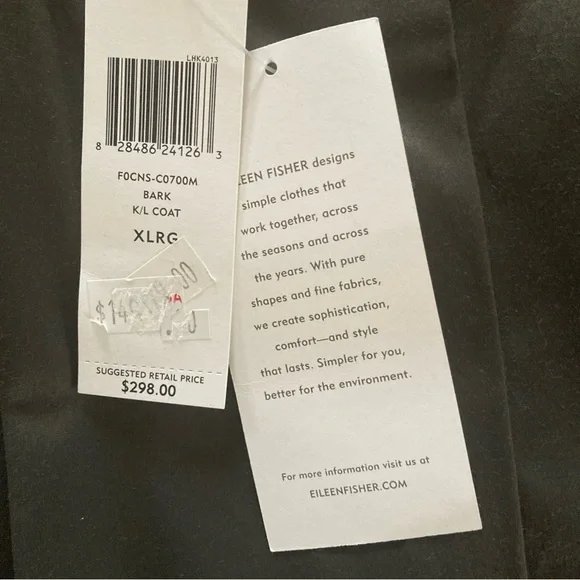 LHK4013
8 28486 24126 3
F0CNS-C0700M
BARK
K/L COAT
XLRG
SUGGESTED RETAIL PRICE
$298.00
LEEN FISHER designs
simple clothes that
work together, across
the seasons and across
the years. With pure
shapes and fine fabrics,
we create sophistication,
comfort—and style
that lasts. Simpler for you,
better for the environment.
For more information visit us at
EILEENFISHER.COM